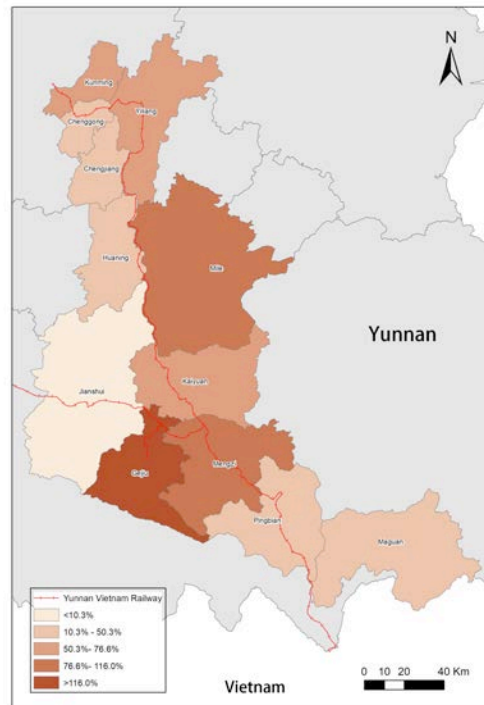 N
Kunming
Yiliang
Chenggong
Chengjiang
Huaning
Mile
Yunnan
Kaiyuan
Jianshui
Gejiu
Mengzi
Pingbian
Maguan
Yunnan Vietnam Railway
<10.3%
10.3% - 50.3%
50.3%- 76.6%
76.6% - 116.0%
>116.0%
Vietnam
0 10 20 40 Km